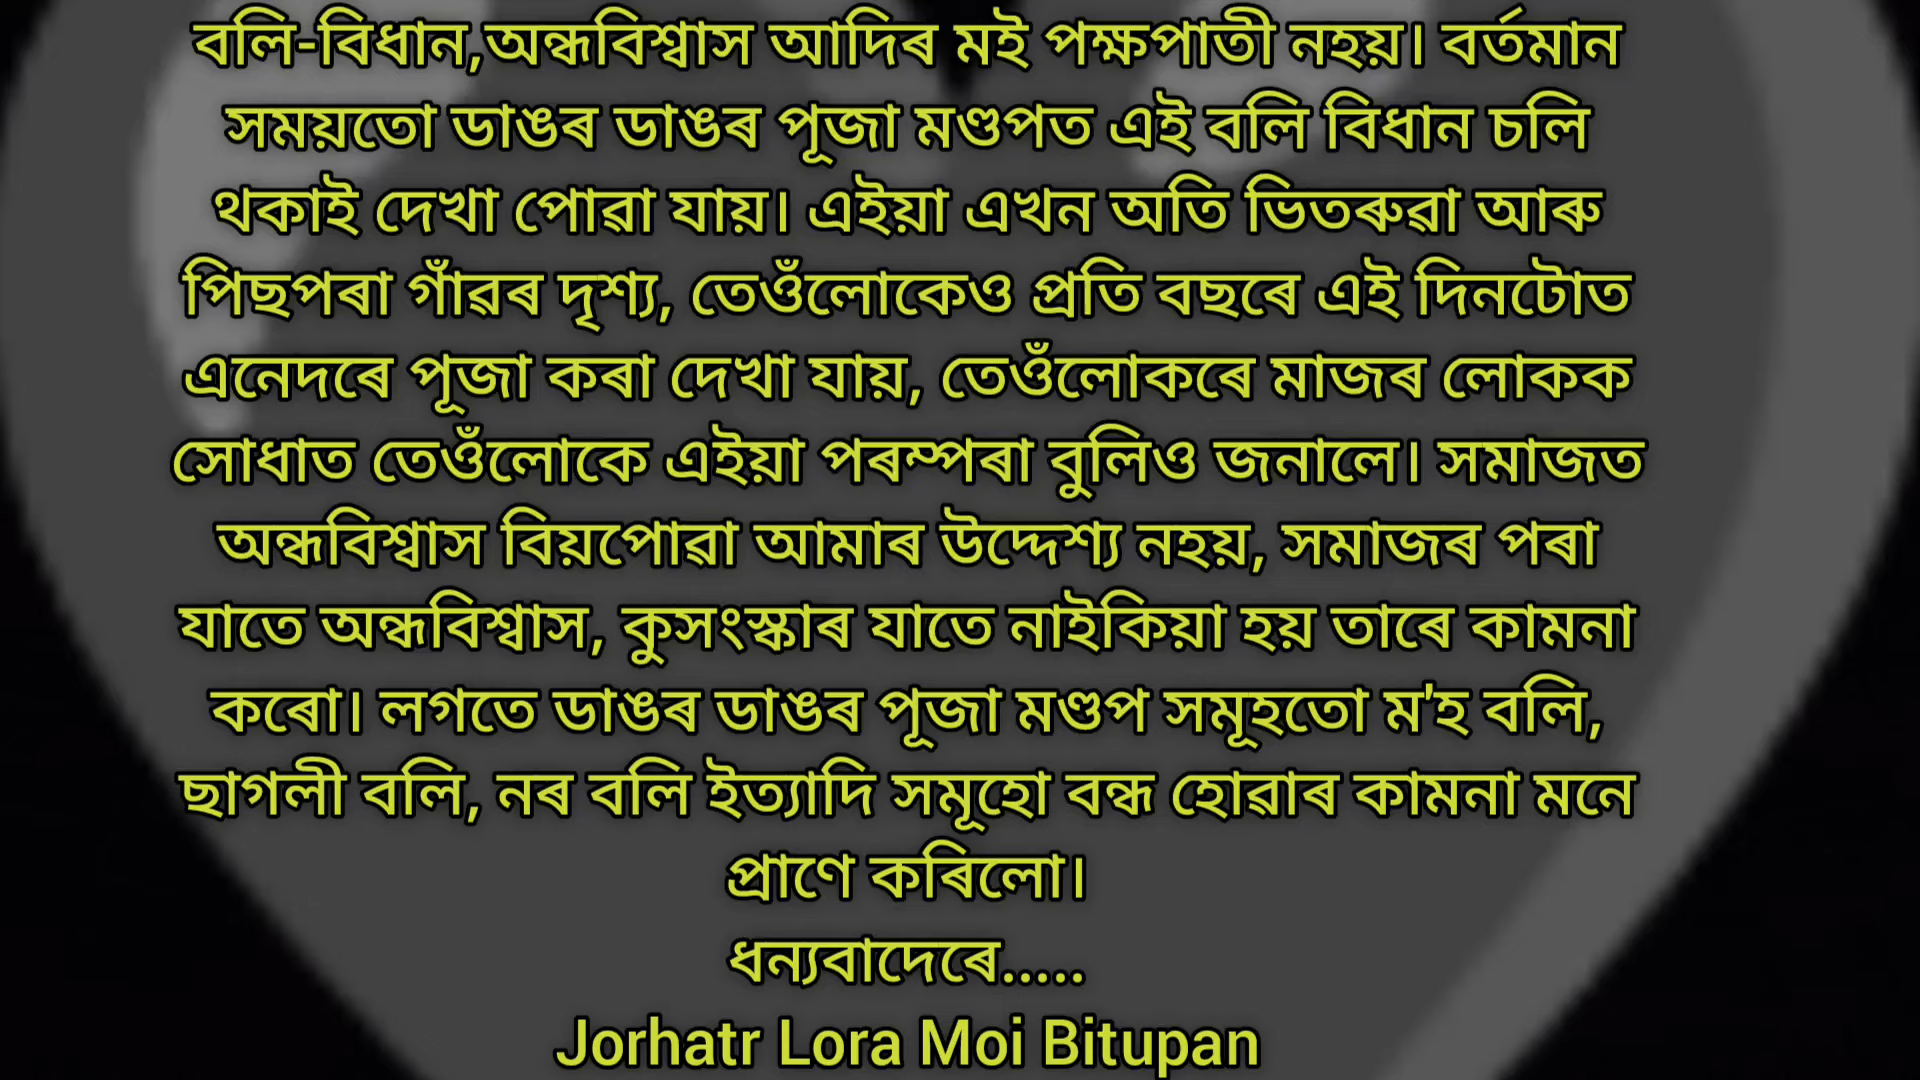 বলি-বিধান,অন্ধবিশ্বাস আদিৰ মই পক্ষপাতী নহয়। বৰ্তমান
সময়তো ডাঙৰ ডাঙৰ পূজা মণ্ডপত এই বলি বিধান চলি
থকাই দেখা পোৱা যায়। এইয়া এখন অতি ভিতৰুৱা আৰু
পিছপৰা গাঁৱৰ দৃশ্য, তেওঁলোকেও প্ৰতি বছৰে এই দিনটোত
এনেদৰে পূজা কৰা দেখা যায়, তেওঁলোকৰে মাজৰ লোকক
সোধাত তেওঁলোকে এইয়া পৰম্পৰা বুলিও জনালে। সমাজত
অন্ধবিশ্বাস বিয়পোৱা আমাৰ উদ্দেশ্য নহয়, সমাজৰ পৰা
যাতে অন্ধবিশ্বাস, কুসংস্কাৰ যাতে নাইকিয়া হয় তাৰে কামনা
কৰো। লগতে ডাঙৰ ডাঙৰ পূজা মণ্ডপ সমূহতো ম'হ বলি,
ছাগলী বলি, নৰ বলি ইত্যাদি সমূহো বন্ধ হোৱাৰ কামনা মনে
প্ৰাণে কৰিলো।
ধন্যবাদেৰে.....
Jorhatr Lora Moi Bitupan